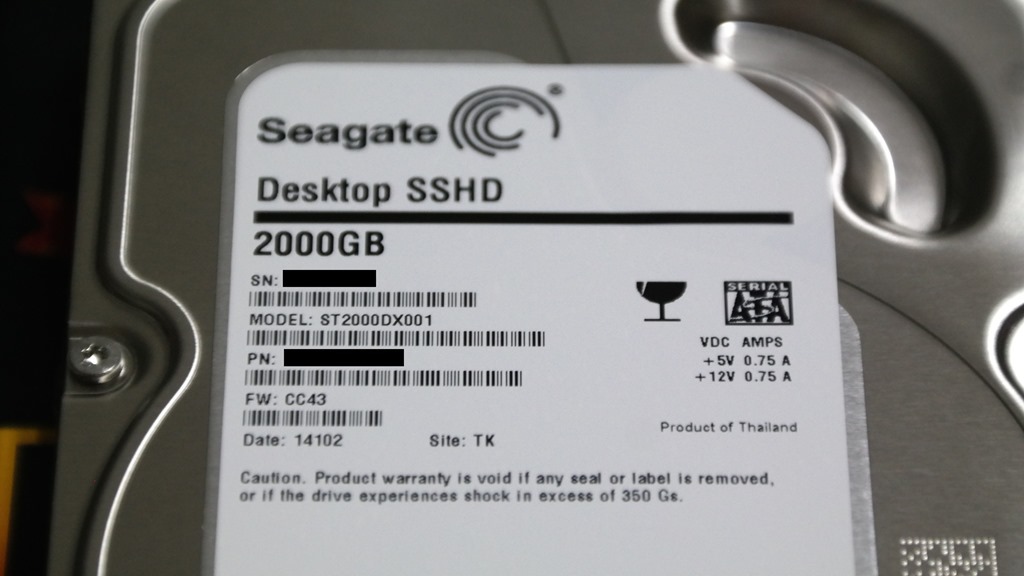 Seagate
Desktop SSHD
2000GB
SN:
MODEL: ST2000DX001
PN:
FW: CC43
Date: 14102 Site: TK
SERIAL
ATA
VDC AMPS
+5V 0.75 A
+12V 0.75 A
Product of Thailand
Caution. Product warranty is void if any seal or label is removed,
or if the drive experiences shock in excess of 350 Gs.